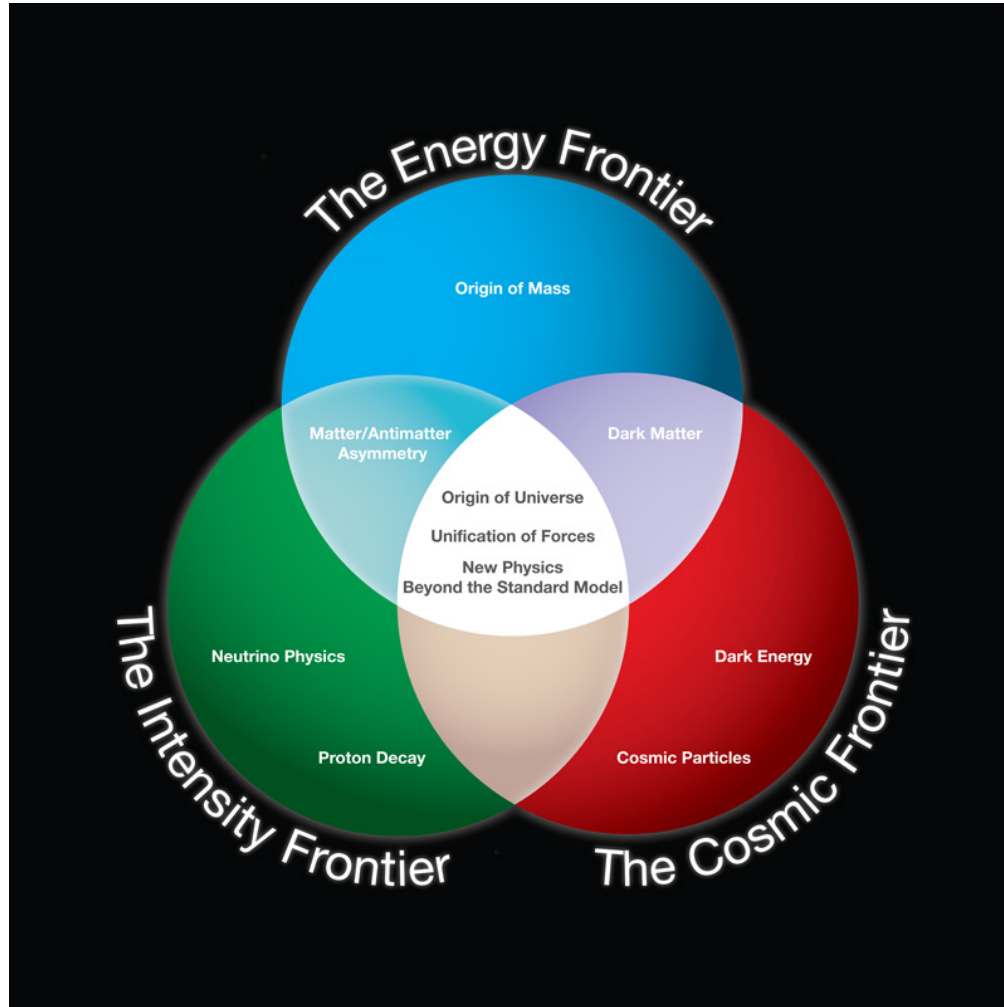 The Energy Frontier
Origin of Mass
Matter/Antimatter
Asymmetry
Dark Matter
Origin of Universe
Unification of Forces
New Physics
Beyond the Standard Model
Neutrino Physics
Dark Energy
Proton Decay
Cosmic Particles
The Intensity Frontier
The Cosmic Frontier